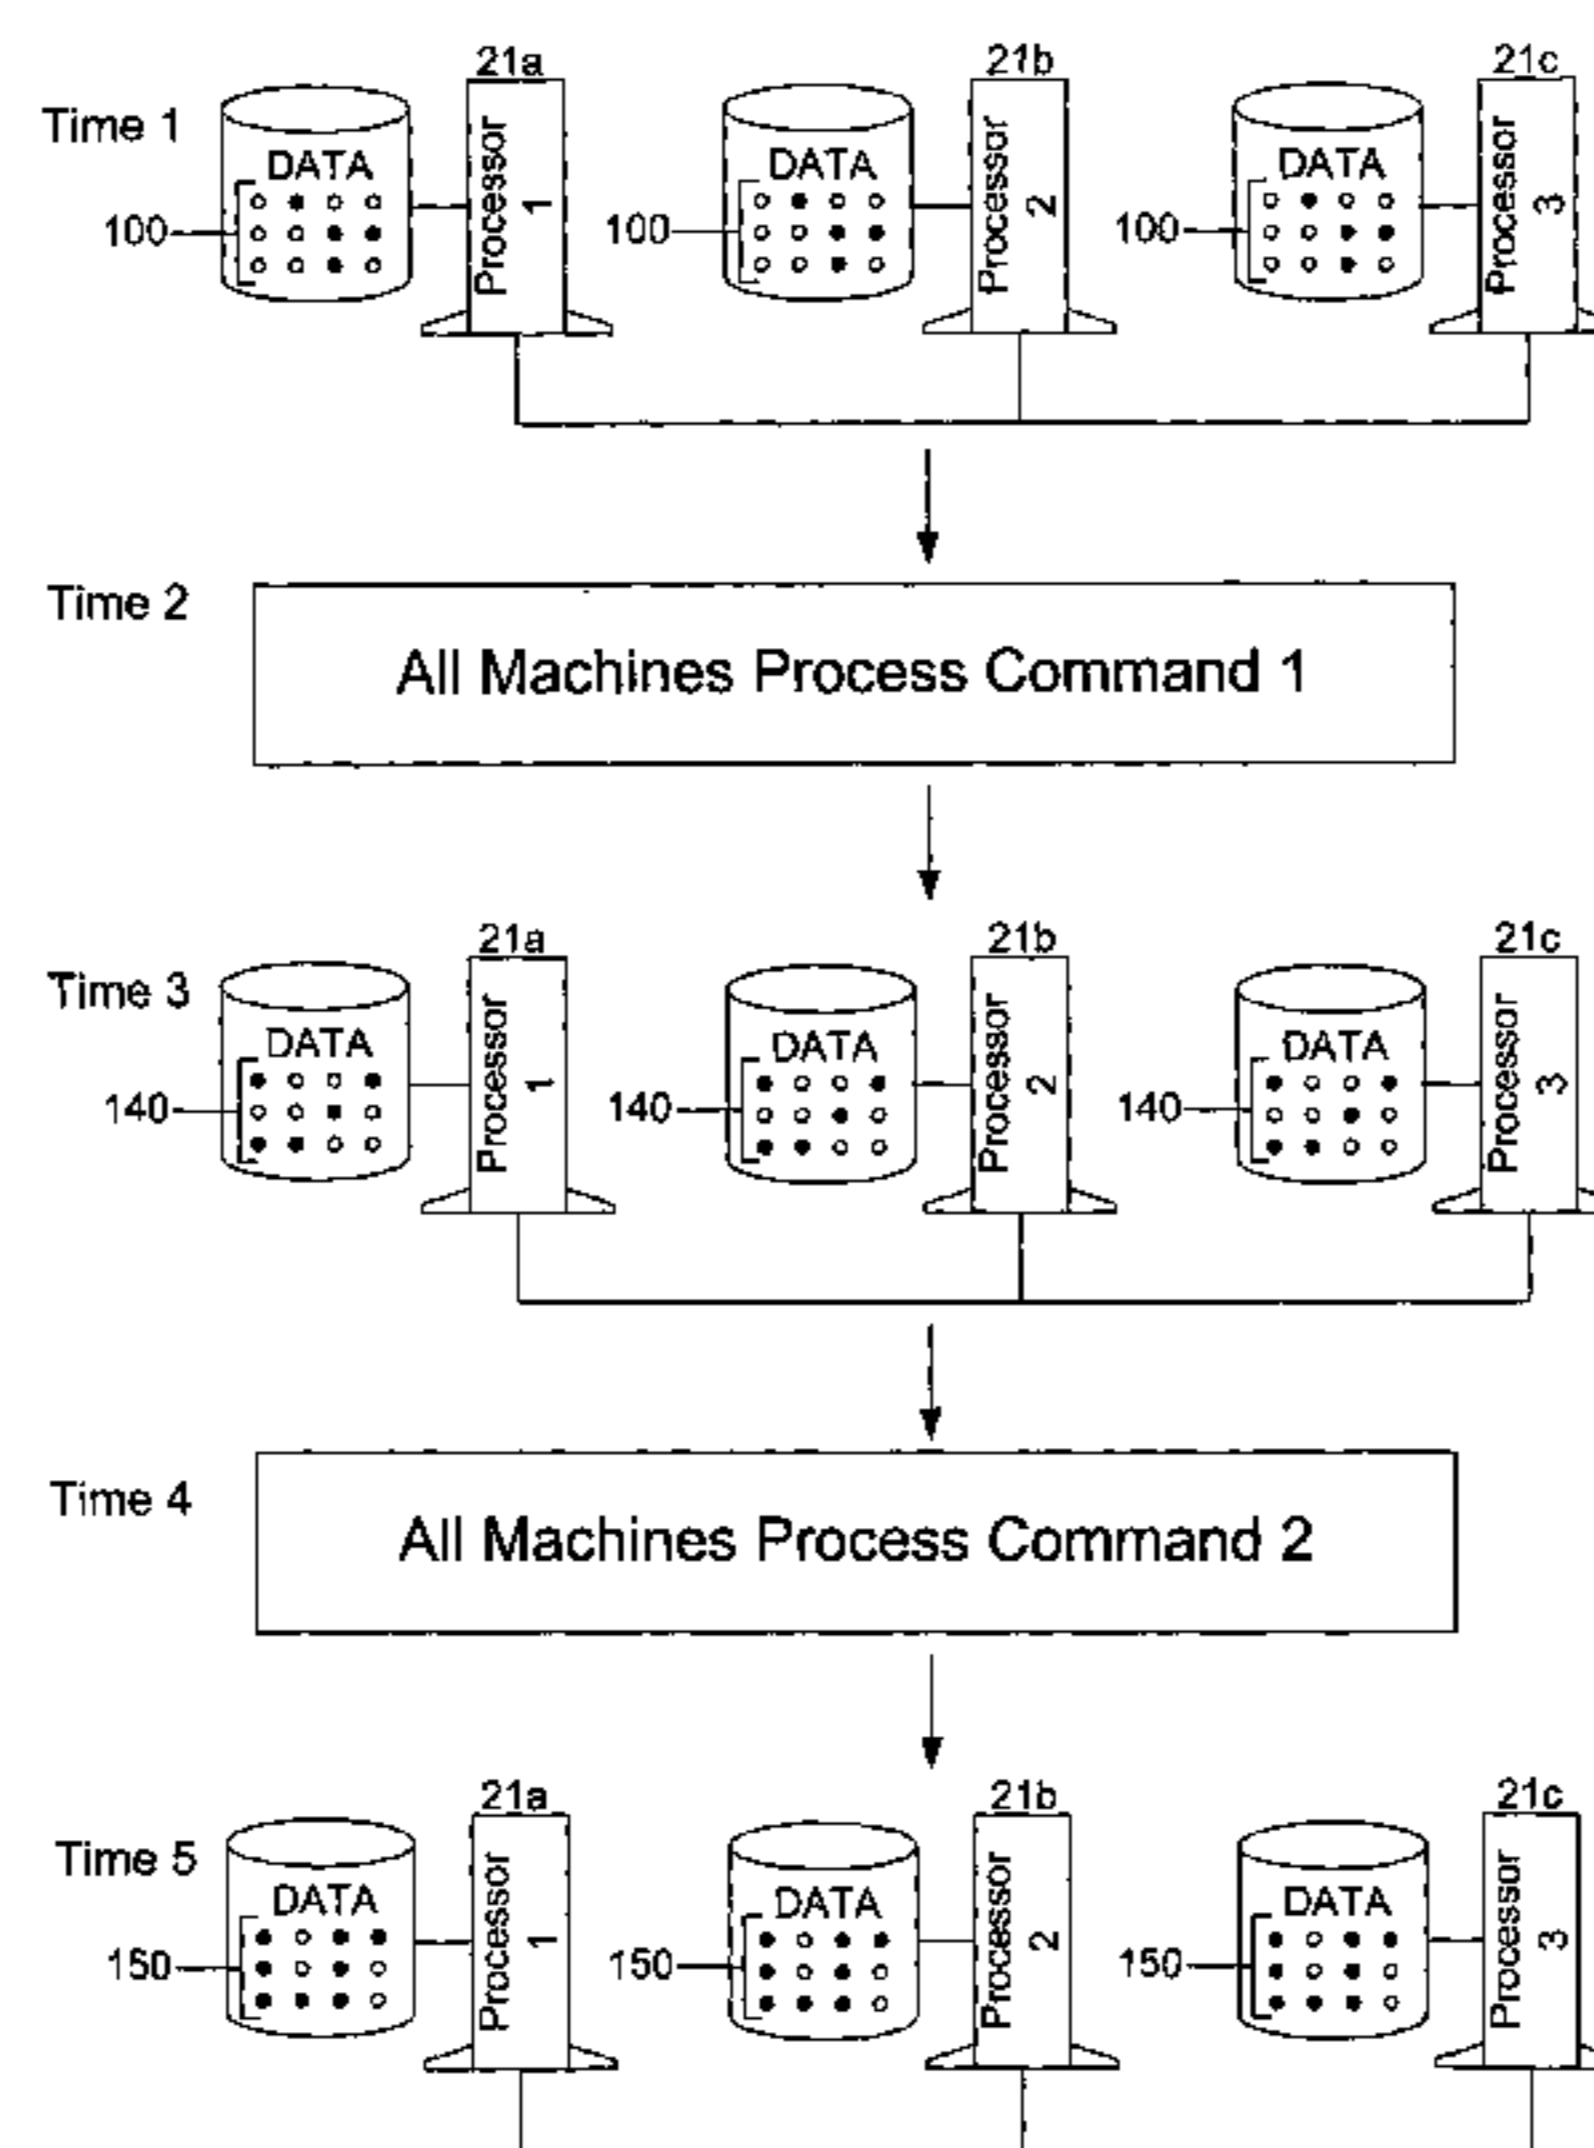 21a 21b 21c
Time 1
DATA DATA DATA
Processor 1 Processor 2 Processor 3
100 100 100
Time 2
All Machines Process Command 1
21a 21b 21c
Time 3
DATA DATA DATA
Processor 1 Processor 2 Processor 3
140 140 140
Time 4
All Machines Process Command 2
21a 21b 21c
Time 5
DATA DATA DATA
Processor 1 Processor 2 Processor 3
150 150 150